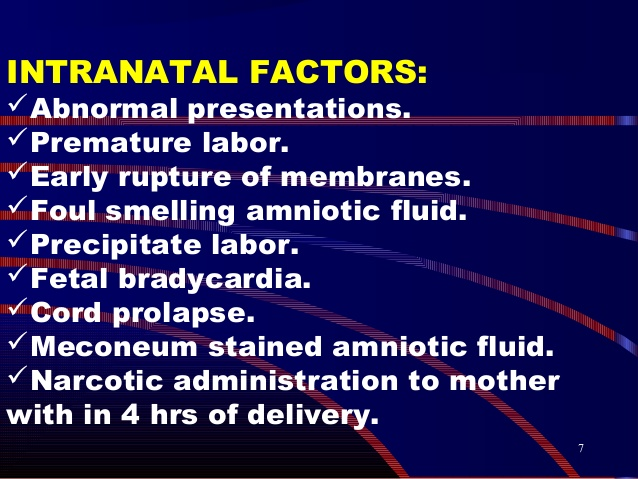 INTRANATAL FACTORS:
✓Abnormal presentations.
✓Premature labor.
✓Early rupture of membranes.
✓Foul smelling amniotic fluid.
✓Precipitate labor.
✓Fetal bradycardia.
✓Cord prolapse.
✓Meconeum stained amniotic fluid.
✓Narcotic administration to mother
with in 4 hrs of delivery.
7